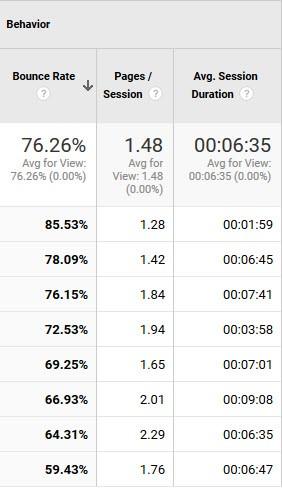 Behavior
Bounce Rate Pages / Avg. Session
? Session ? Duration ?
76.26% 1.48 00:06:35
Avg for View: Avg for Avg for View:
76.26% (0.00%) View: 1.48 00:06:35 (0.00%)
(0.00%)
85.53% 1.28 00:01:59
78.09% 1.42 00:06:45
76.15% 1.84 00:07:41
72.53% 1.94 00:03:58
69.25% 1.65 00:07:01
66.93% 2.01 00:09:08
64.31% 2.29 00:06:35
59.43% 1.76 00:06:47